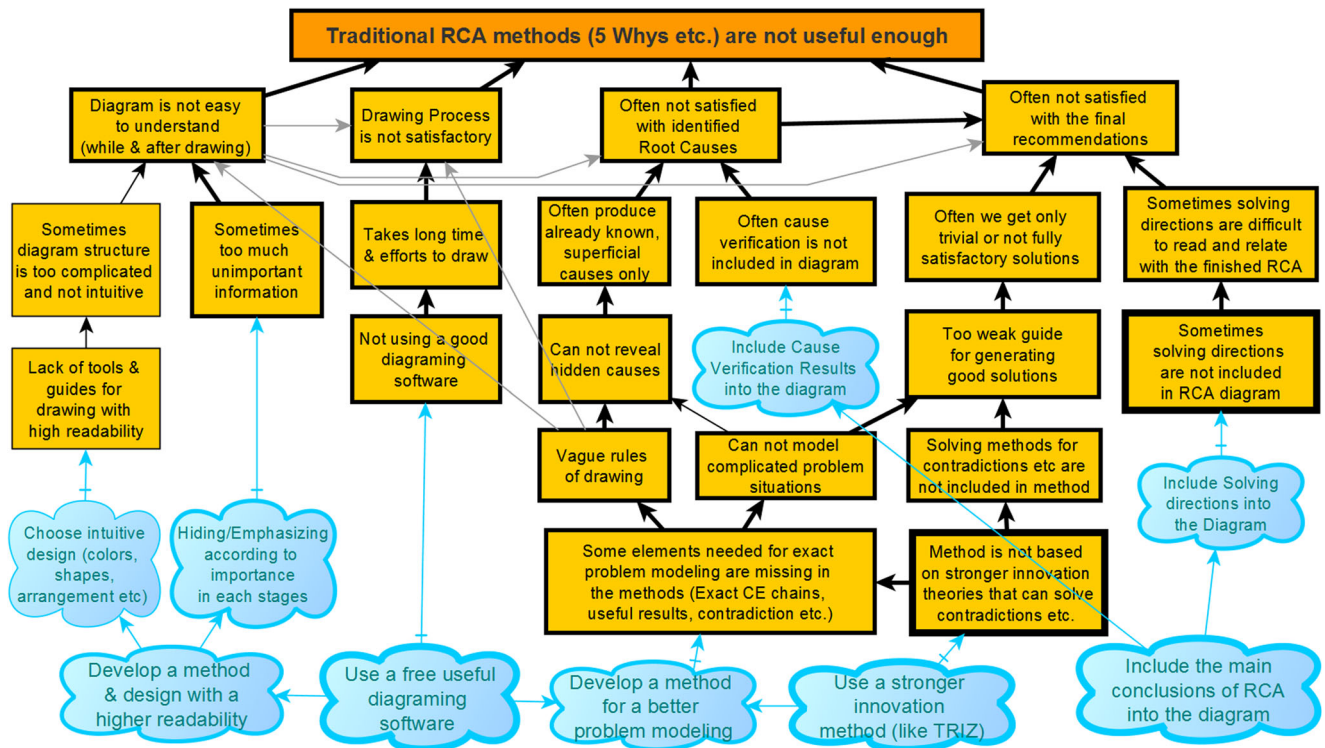 Traditional RCA methods (5 Whys etc.) are not useful enough
Diagram is not easy
to understand
(while & after drawing)
Drawing Process
is not satisfactory
Often not satisfied
with identified
Root Causes
Often not satisfied
with the final
recommendations
Sometimes
diagram structure
is too complicated
and not intuitive
Sometimes
too much
unimportant
information
Takes long time
& efforts to draw
Often produce
already known,
superficial
causes only
Often cause
verification is not
included in diagram
Often we get only
trivial or not fully
satisfactory solutions
Sometimes solving
directions are difficult
to read and relate
with the finished RCA
Lack of tools &
guides for
drawing with
high readability
Not using a good
diagraming
software
Can not reveal
hidden causes
Include Cause
Verification Results
into the diagram
Too weak guide
for generating
good solutions
Sometimes
solving directions
are not included
in RCA diagram
Vague rules
of drawing
Can not model
complicated problem
situations
Solving methods for
contradictions etc are
not included in method
Include Solving
directions into
the Diagram
Choose intuitive
design (colors,
shapes,
arrangement etc)
Hiding/Emphasizing
according to
importance
in each stages
Some elements needed for exact
problem modeling are missing in
the methods (Exact CE chains,
useful results, contradiction etc.)
Method is not based
on stronger innovation
theories that can solve
contradictions etc.
Develop a method
& design with a
higher readability
Use a free useful
diagraming
software
Develop a method
for a better
problem modeling
Use a stronger
innovation
method (like TRIZ)
Include the main
conclusions of RCA
into the diagram